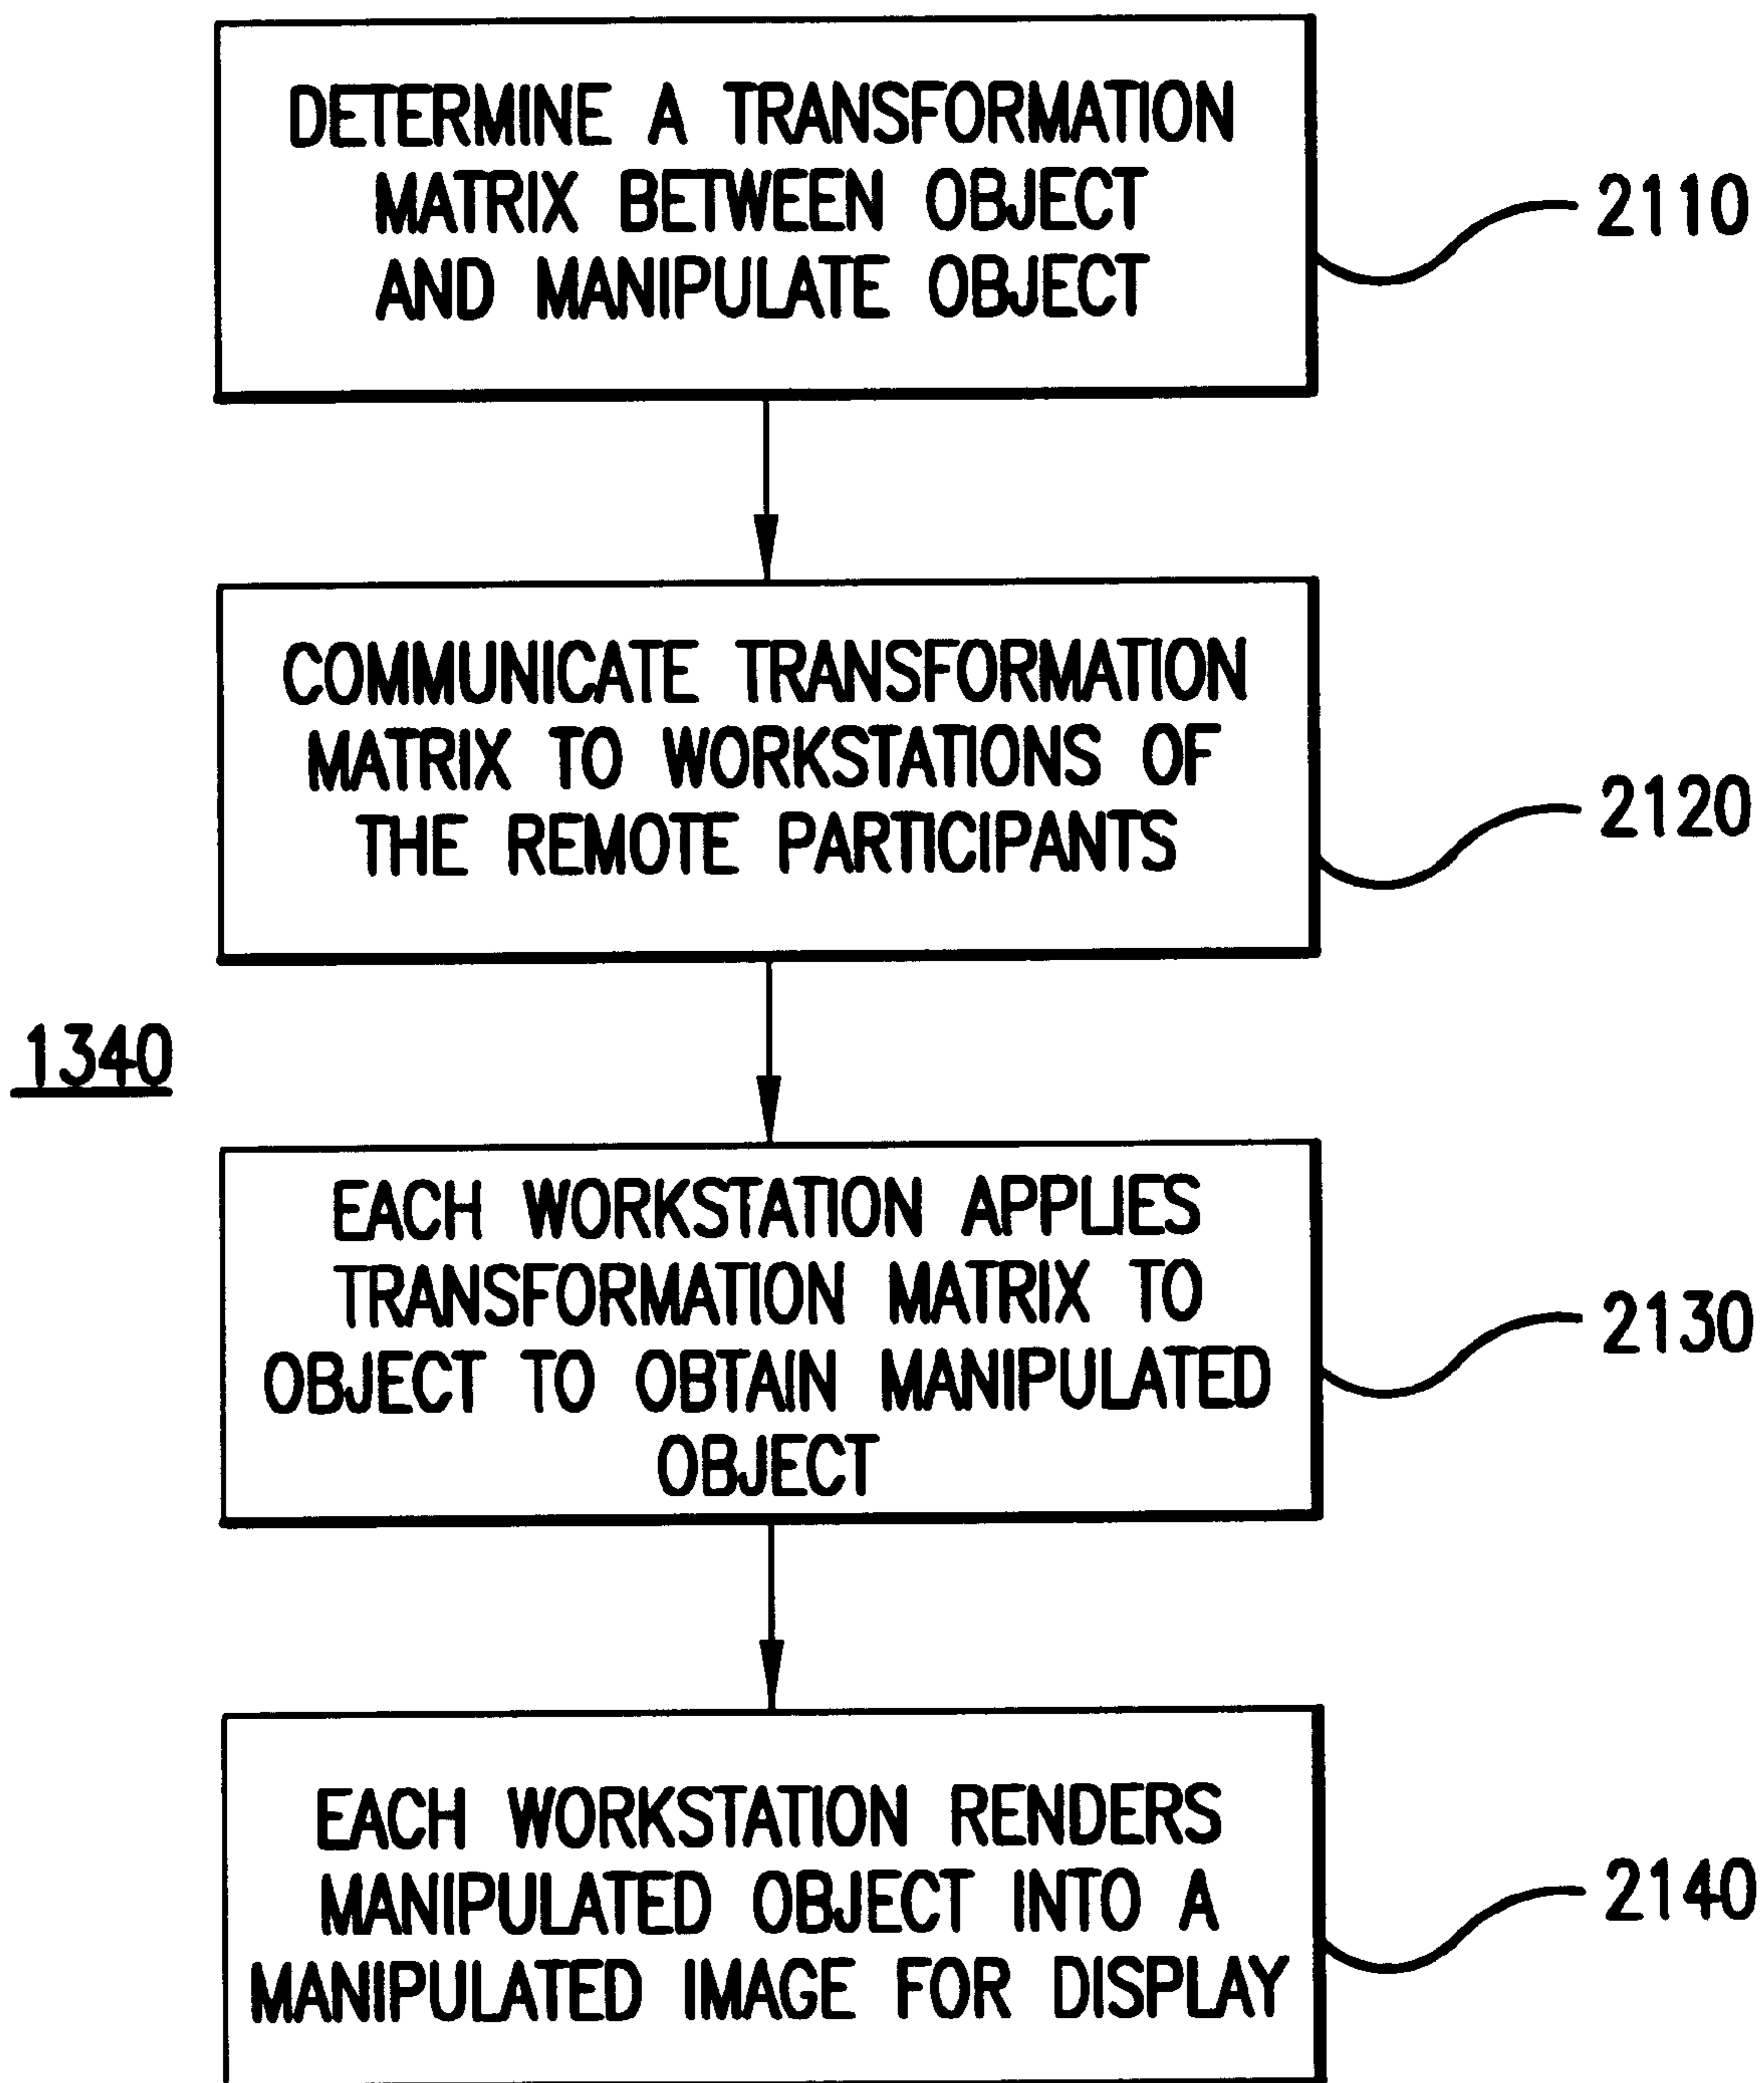 DETERMINE A TRANSFORMATION
MATRIX BETWEEN OBJECT
AND MANIPULATE OBJECT
2110
COMMUNICATE TRANSFORMATION
MATRIX TO WORKSTATIONS OF
THE REMOTE PARTICIPANTS
2120
1340
EACH WORKSTATION APPLIES
TRANSFORMATION MATRIX TO
OBJECT TO OBTAIN MANIPULATED
OBJECT
2130
EACH WORKSTATION RENDERS
MANIPULATED OBJECT INTO A
MANIPULATED IMAGE FOR DISPLAY
2140